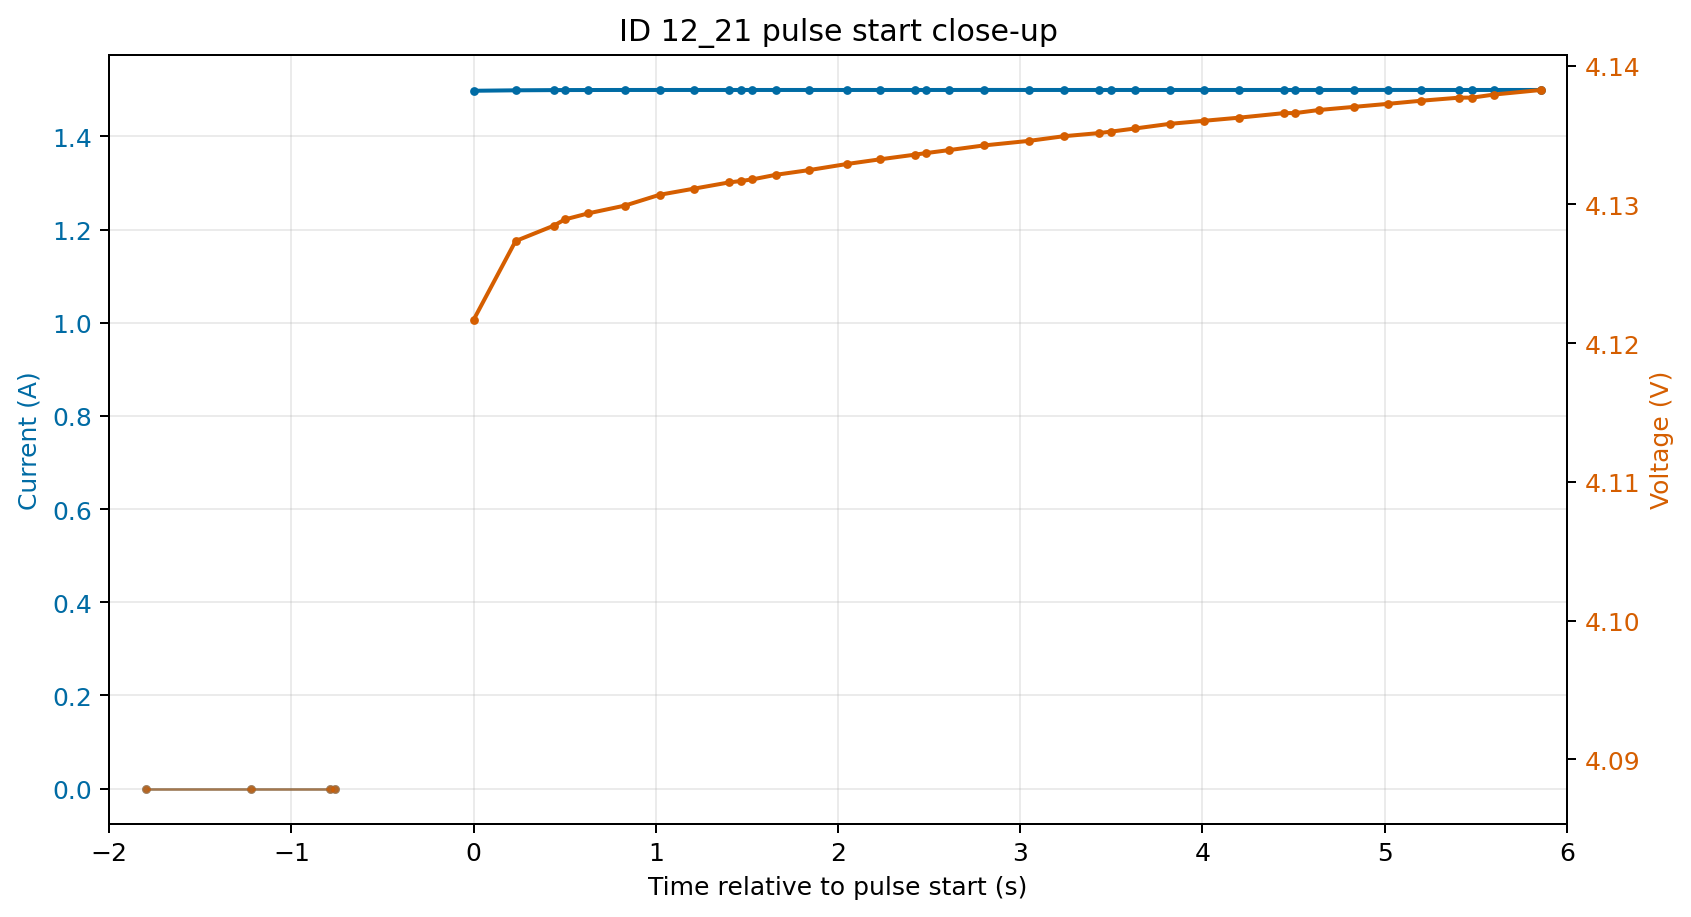 ID 12_21 pulse start close-up
Current (A)
1.4
1.2
1.0
0.8
0.6
0.4
0.2
0.0
4.14
4.13
4.12
4.11
4.10
4.09
Voltage (V)
−2 −1 0 1 2 3 4 5 6
Time relative to pulse start (s)